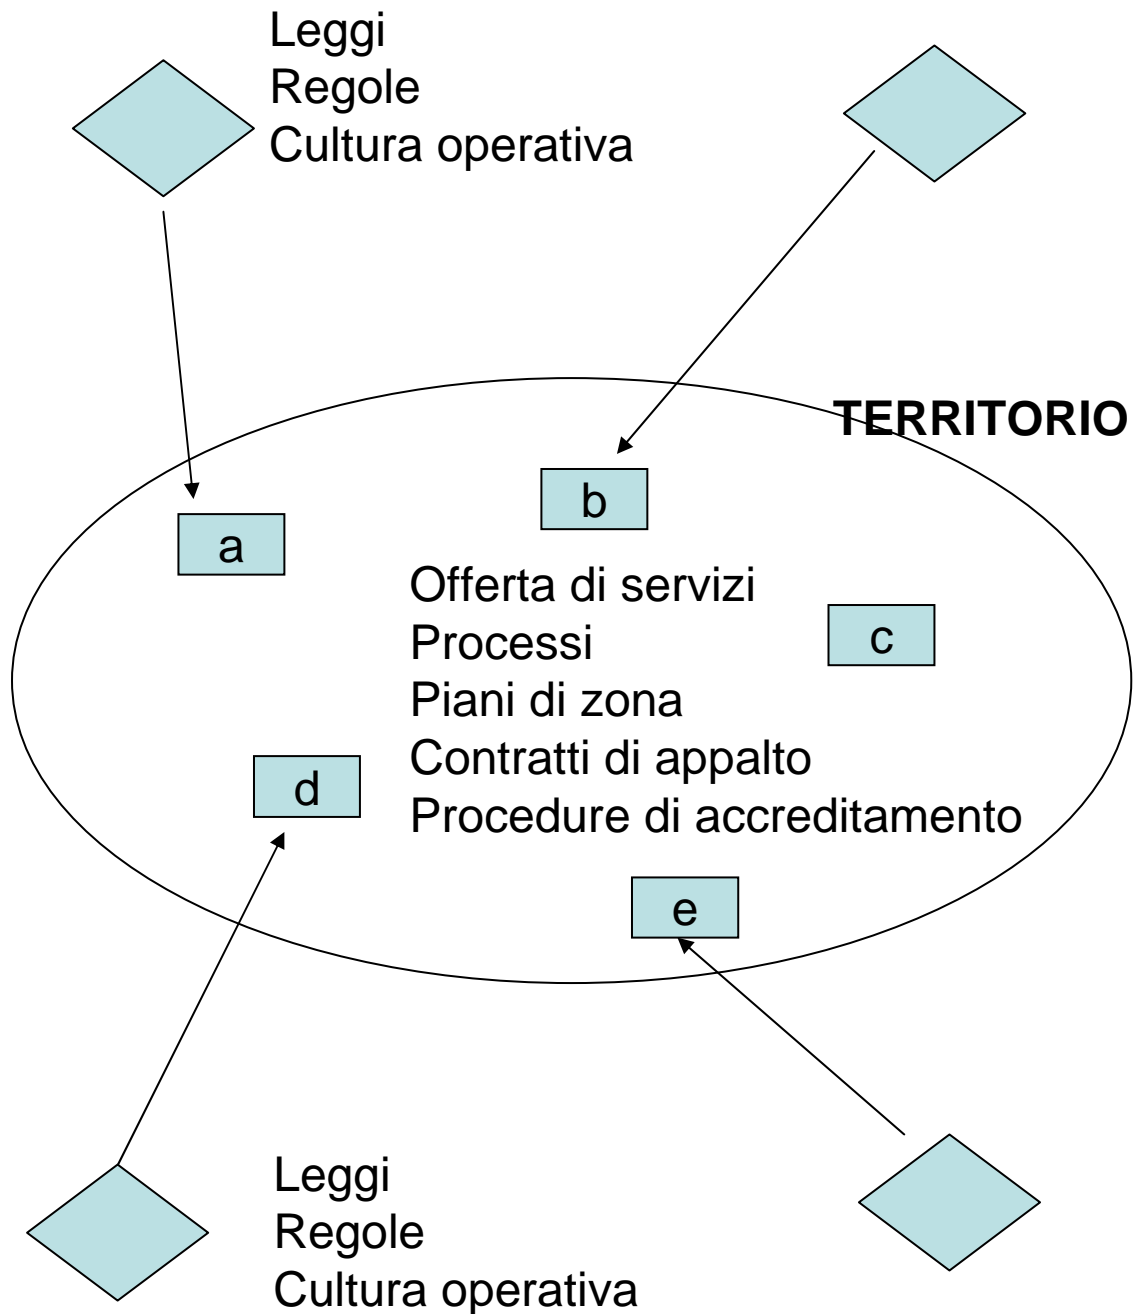 Leggi
Regole
Cultura operativa
TERRITORIO
b
a
Offerta di servizi
Processi
c
Piani di zona
Contratti di appalto
d
Procedure di accreditamento
e
Leggi
Regole
Cultura operativa